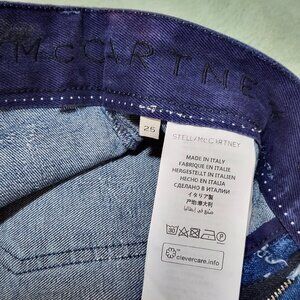 McCARTNE
25
STELLA McCARTNEY
MADE IN ITALY
FABRIQUÉ EN ITALIE
HERGESTELLT IN ITALIEN
HECHO EN ITALIA
СДЕЛАНО В ИТАЛИИ
イタリア製
产地:意大利
صنع في إيطاليا
30
clevercare.info